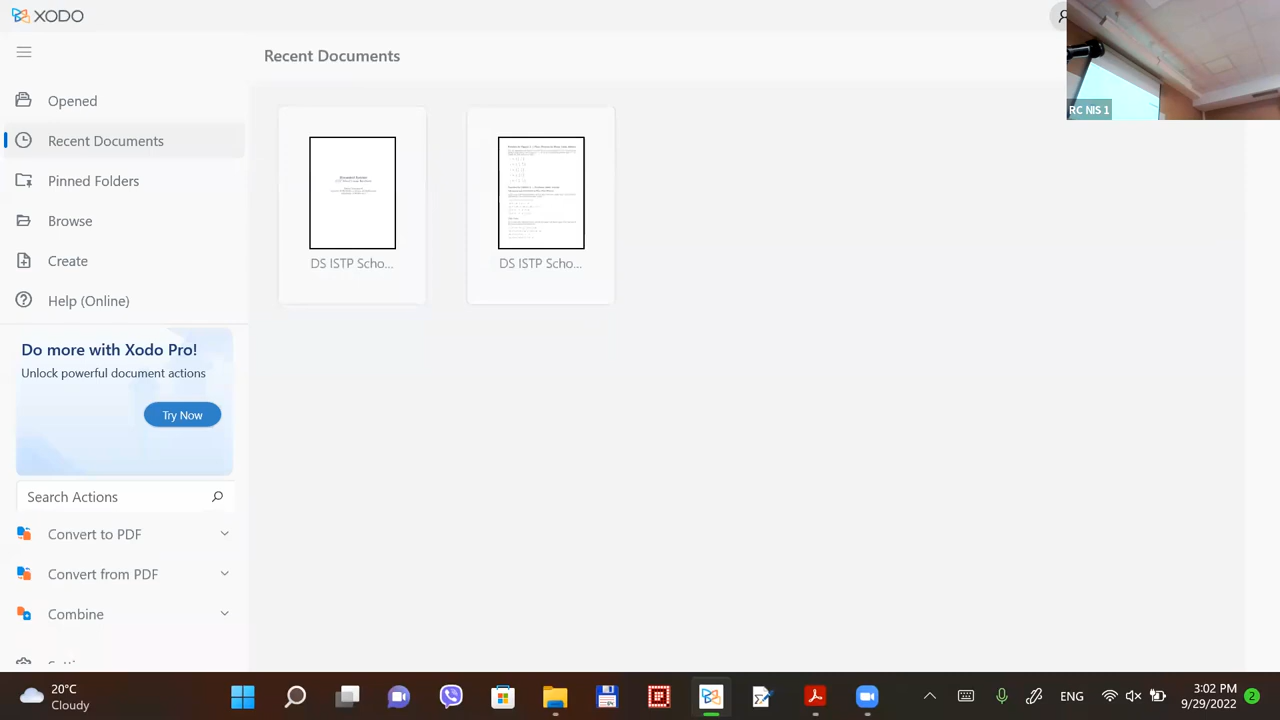 XODO
Recent Documents
RC NIS 1
Opened
Recent Documents
Pinned Folders
Browse
Create
Help (Online)
DS ISTP Scho...
DS ISTP Scho...
Do more with Xodo Pro!
Unlock powerful document actions
Try Now
Search Actions
Convert to PDF
Convert from PDF
Combine
20°C
Cloudy
ENG
3:02 PM
9/29/2022
2